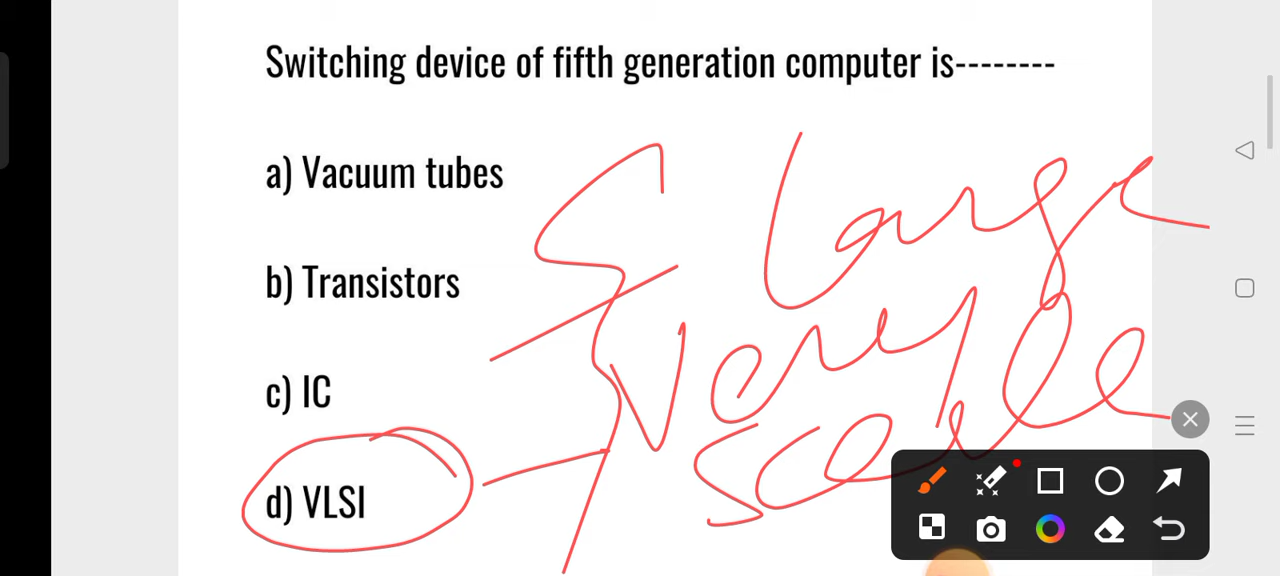 Switching device of fifth generation computer is--------
a) Vacuum tubes
Large
b) Transistors
Very
c) IC
scale
d) VLSI